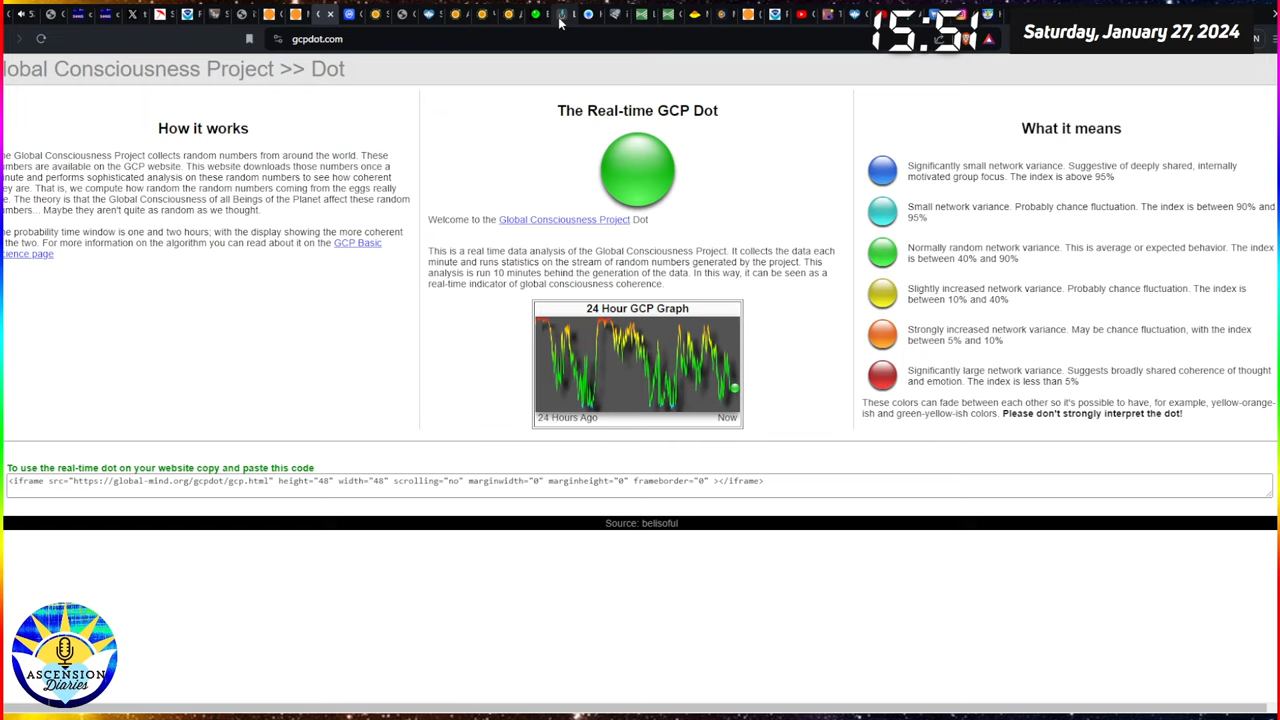 gcpdot.com
15:51
Saturday, January 27, 2024
lobal Consciousness Project >> Dot
How it works
e Global Consciousness Project collects random numbers from around the world. These
mbers are available on the GCP website. This website downloads those numbers once a
nute and performs sophisticated analysis on these random numbers to see how coherent
ey are. That is, we compute how random the random numbers coming from the eggs really
e. The theory is that the Global Consciousness of all Beings of the Planet affect these random
mbers... Maybe they aren't quite as random as we thought.
e probability time window is one and two hours; with the display showing the more coherent
the two. For more information on the algorithm you can read about it on the GCP Basic
ience page
The Real-time GCP Dot
Welcome to the Global Consciousness Project Dot
This is a real time data analysis of the Global Consciousness Project. It collects the data each
minute and runs statistics on the stream of random numbers generated by the project. This
analysis is run 10 minutes behind the generation of the data. In this way, it can be seen as a
real-time indicator of global consciousness coherence.
24 Hour GCP Graph
24 Hours Ago Now
What it means
Significantly small network variance. Suggestive of deeply shared, internally
motivated group focus. The index is above 95%
Small network variance. Probably chance fluctuation. The index is between 90% and
95%
Normally random network variance. This is average or expected behavior. The index
is between 40% and 90%
Slightly increased network variance. Probably chance fluctuation. The index is
between 10% and 40%
Strongly increased network variance. May be chance fluctuation, with the index
between 5% and 10%
Significantly large network variance. Suggests broadly shared coherence of thought
and emotion. The index is less than 5%
These colors can fade between each other so it's possible to have, for example, yellow-orange-
ish and green-yellow-ish colors. Please don't strongly interpret the dot!
To use the real-time dot on your website copy and paste this code
<iframe src="https://global-mind.org/gcpdot/gcp.html" height="48" width="48" scrolling="no" marginwidth="0" marginheight="0" frameborder="0" ></iframe>
Source: belisoful
ASCENSION
Diaries